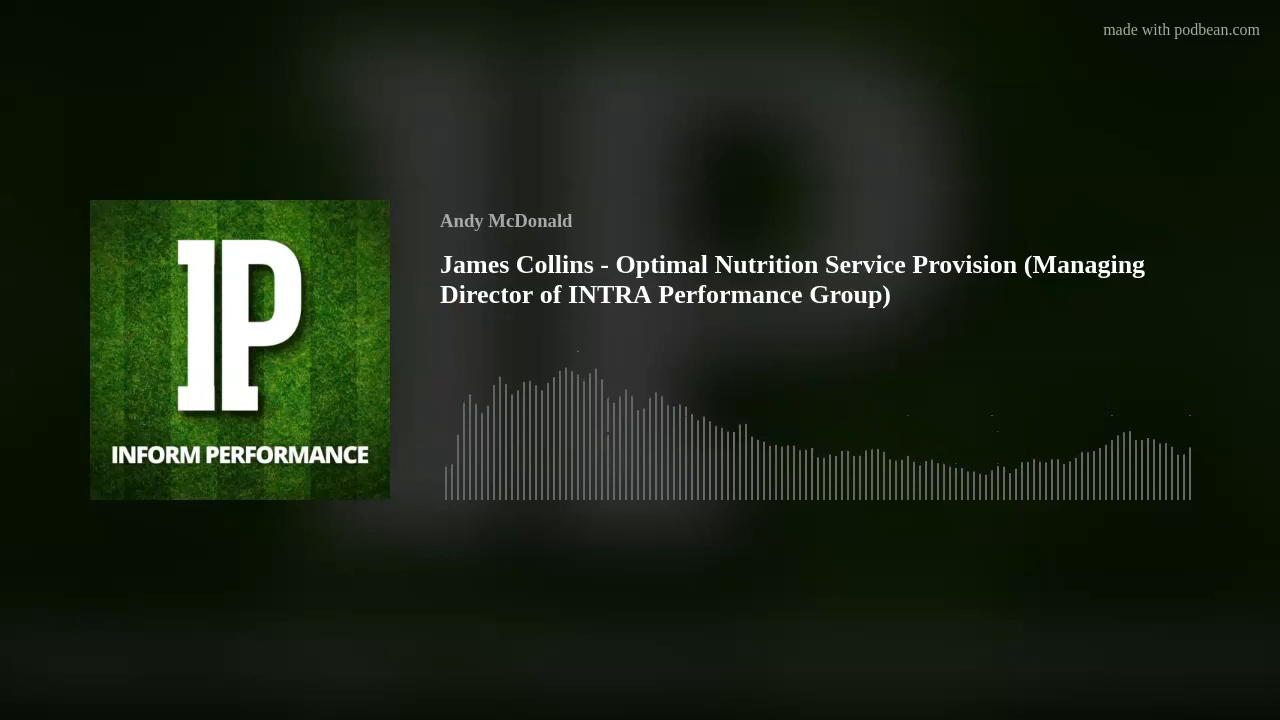 made with podbean.com
Andy McDonald
James Collins - Optimal Nutrition Service Provision (Managing
Director of INTRA Performance Group)
IP
INFORM PERFORMANCE